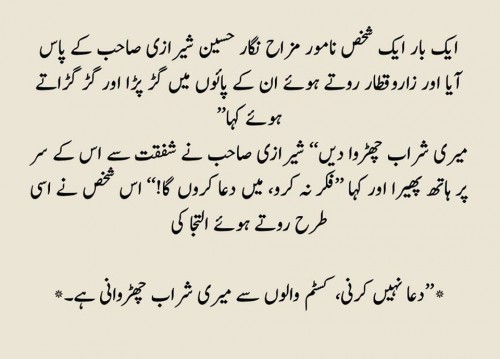 ایک بار ایک شخص نامور مزاح نگار حسین شیرازی صاحب کے پاس
آیا اور زاروقطار روتے ہوئے ان کے پائوں میں گر پڑا اور گڑ گڑاتے
ہوئے کہا”
میری شراب چھڑوا دیں“ شیرازی صاحب نے شفقت سے اس کے سر
پر ہاتھ پھیرا اور کہا ”فکر نہ کرو، میں دعا کروں گا!“ اس شخص نے اسی
طرح روتے ہوئے التجا کی
*”دعا نہیں کرنی، کسٹم والوں سے میری شراب چھڑوانی ہے۔*